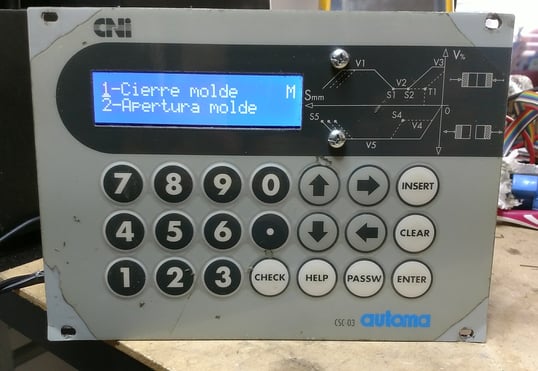 CNi
1-Cierre molde M
2-Apertura molde
V%
V1
V3
V2
S1 S2 T1
Smm
0
S5
S4
V4
V5
7 8 9 0 INSERT
4 5 6 . CLEAR
1 2 3 CHECK HELP PASSW ENTER
CSC-03 automa